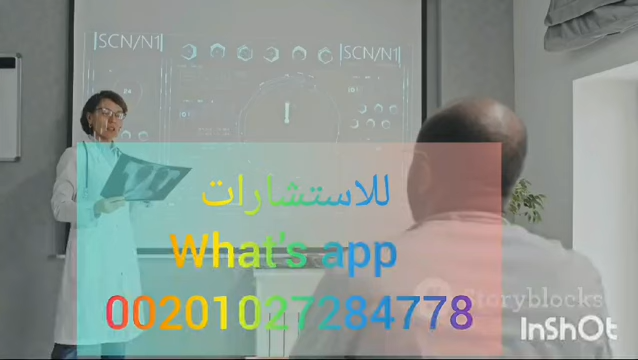 |SCN/N1|
|SCN/N1|
للاستشارات
What's app
00201027284778
Storyblocks
InShOt